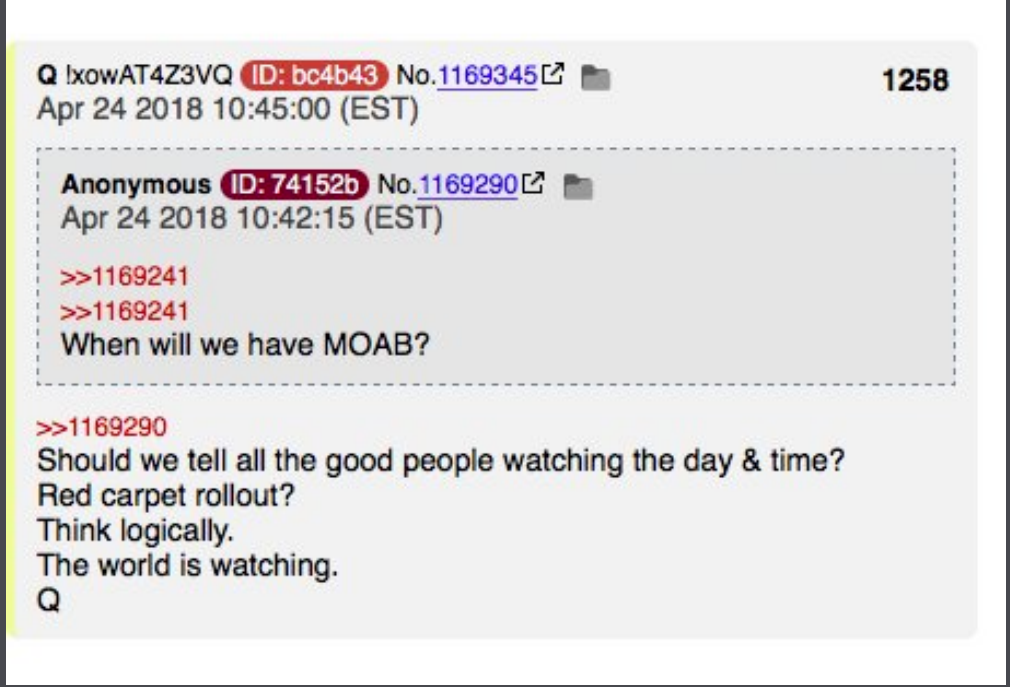 Q !xowAT4Z3VQ ID: bc4b43 No.1169345 1258
Apr 24 2018 10:45:00 (EST)
Anonymous ID: 74152b No.1169290
Apr 24 2018 10:42:15 (EST)
>>1169241
>>1169241
When will we have MOAB?
>>1169290
Should we tell all the good people watching the day & time?
Red carpet rollout?
Think logically.
The world is watching.
Q